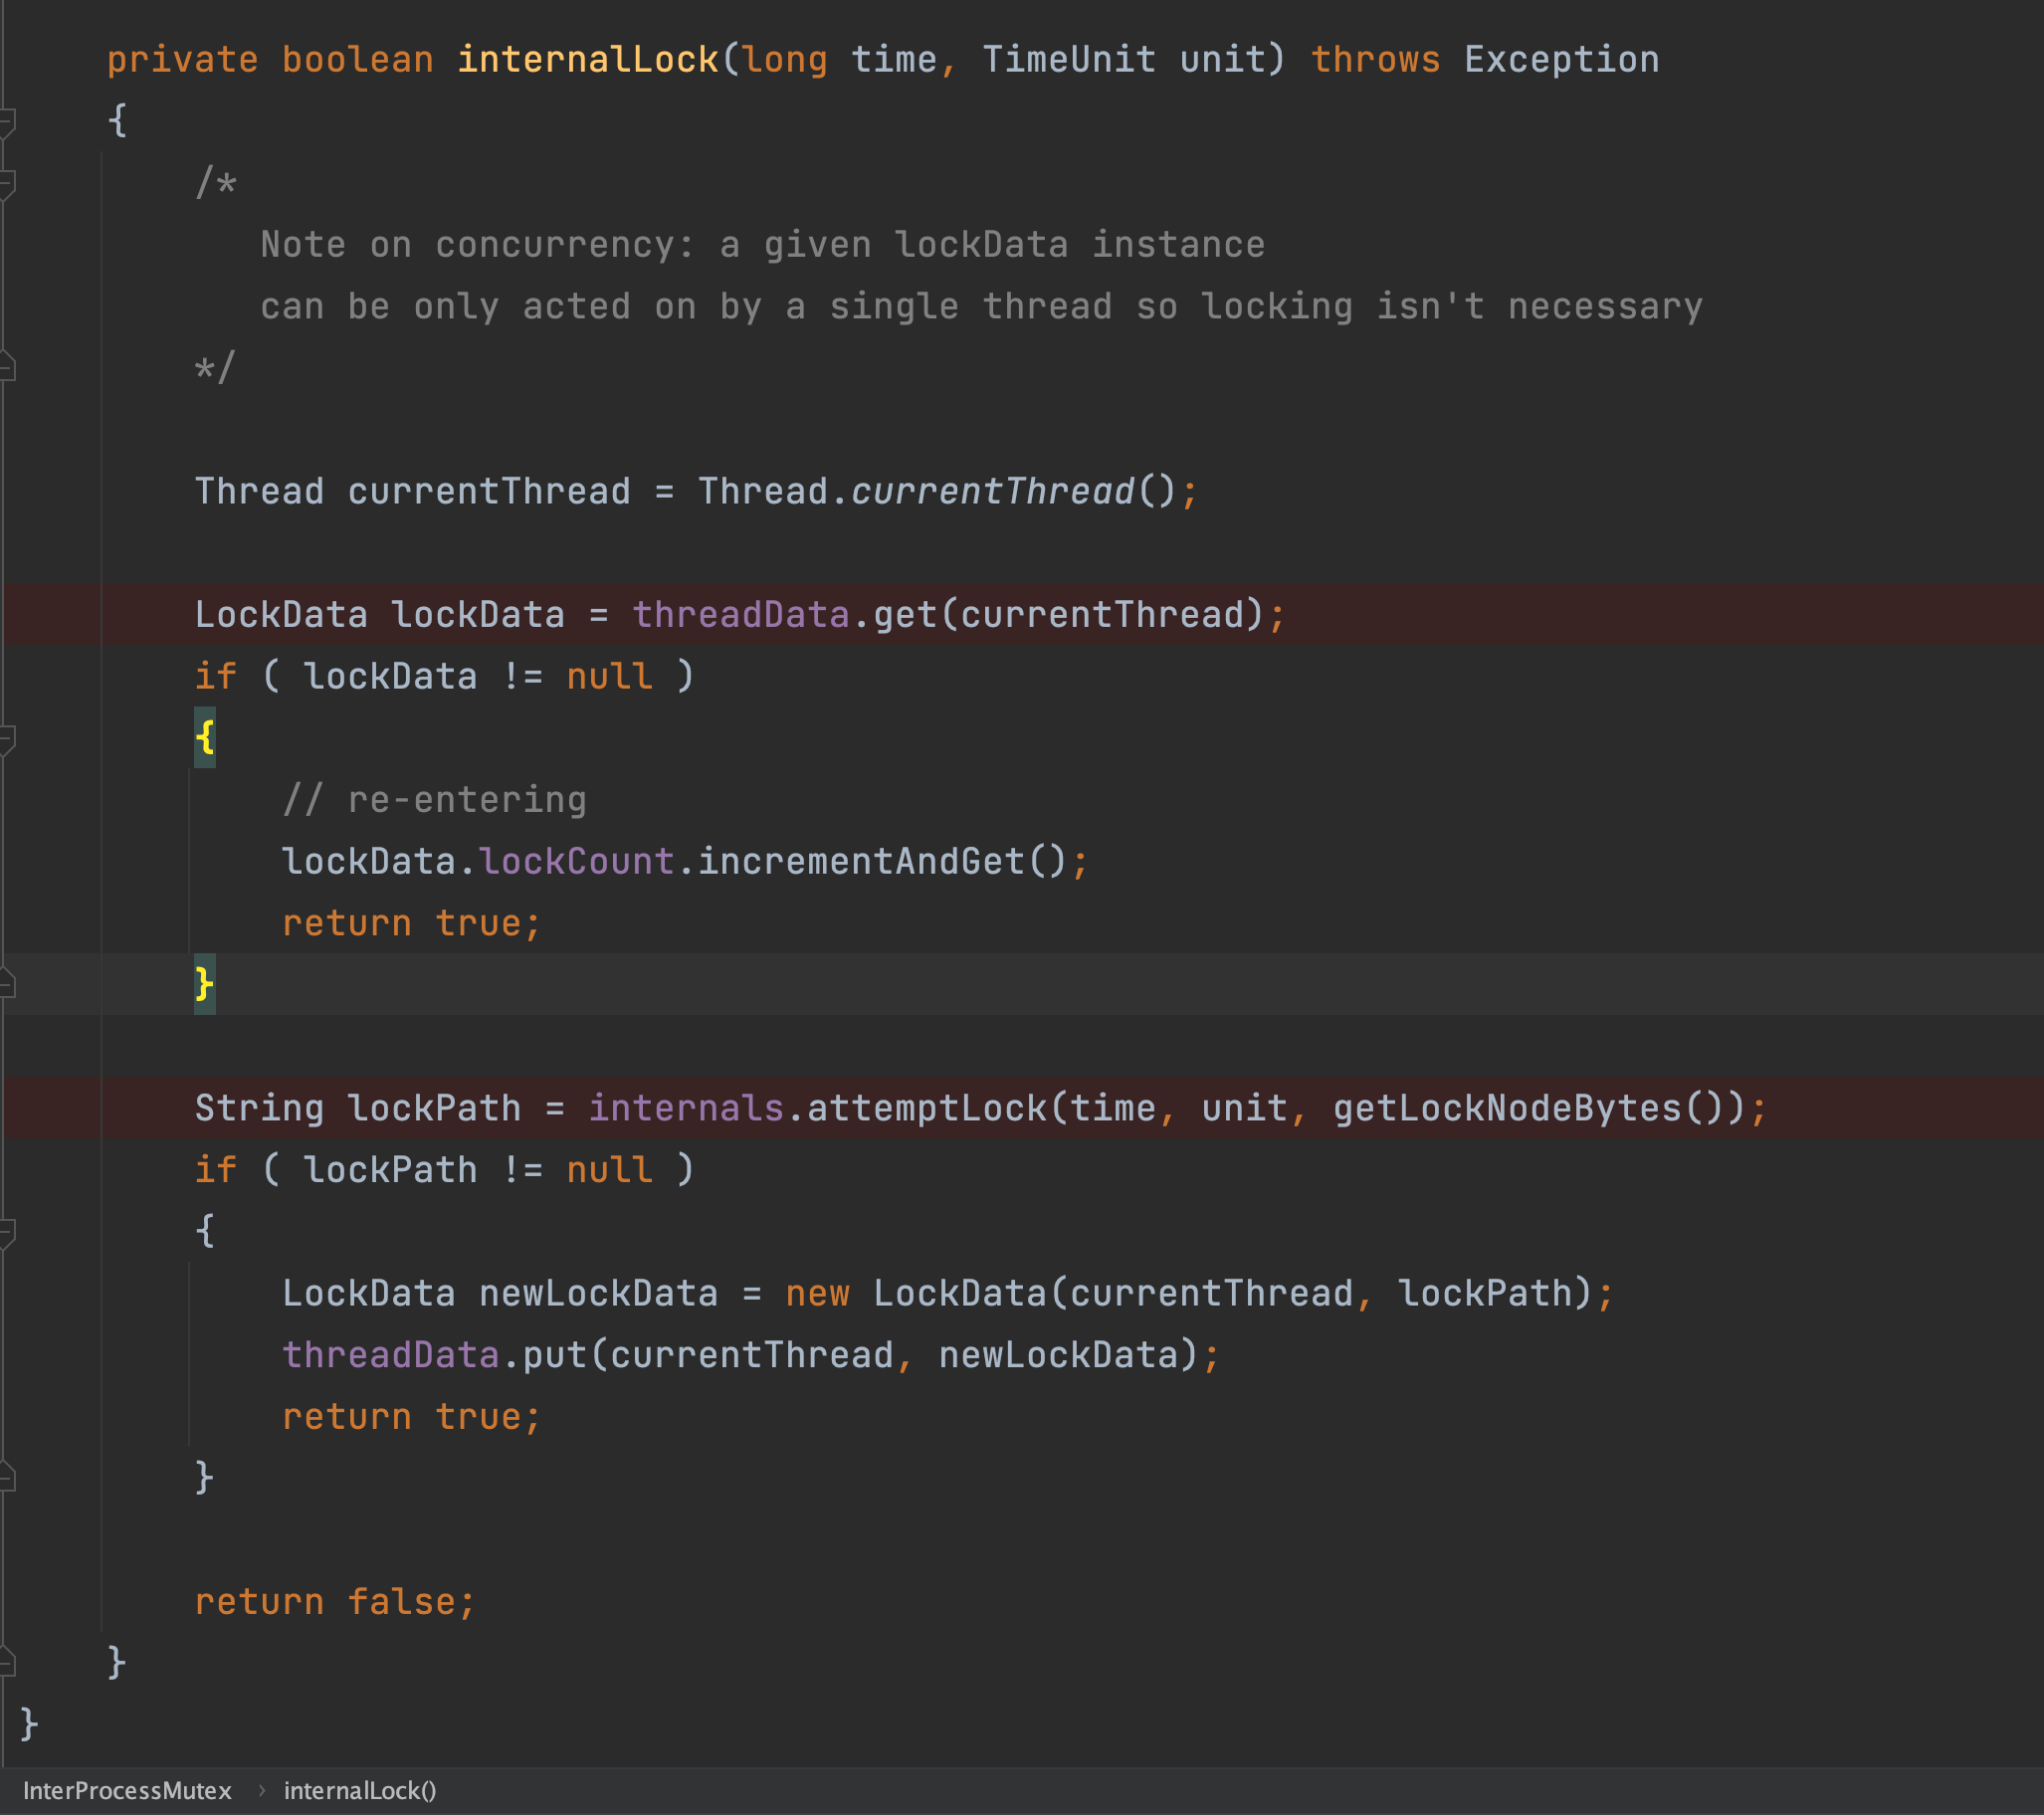 private boolean internalLock(long time, TimeUnit unit) throws Exception
{
/*
Note on concurrency: a given lockData instance
can be only acted on by a single thread so locking isn't necessary
*/
Thread currentThread = Thread.currentThread();
LockData lockData = threadData.get(currentThread);
if ( lockData != null )
{
// re-entering
lockData.lockCount.incrementAndGet();
return true;
}
String lockPath = internals.attemptLock(time, unit, getLockNodeBytes());
if ( lockPath != null )
{
LockData newLockData = new LockData(currentThread, lockPath);
threadData.put(currentThread, newLockData);
return true;
}
return false;
}
}
InterProcessMutex › internalLock()